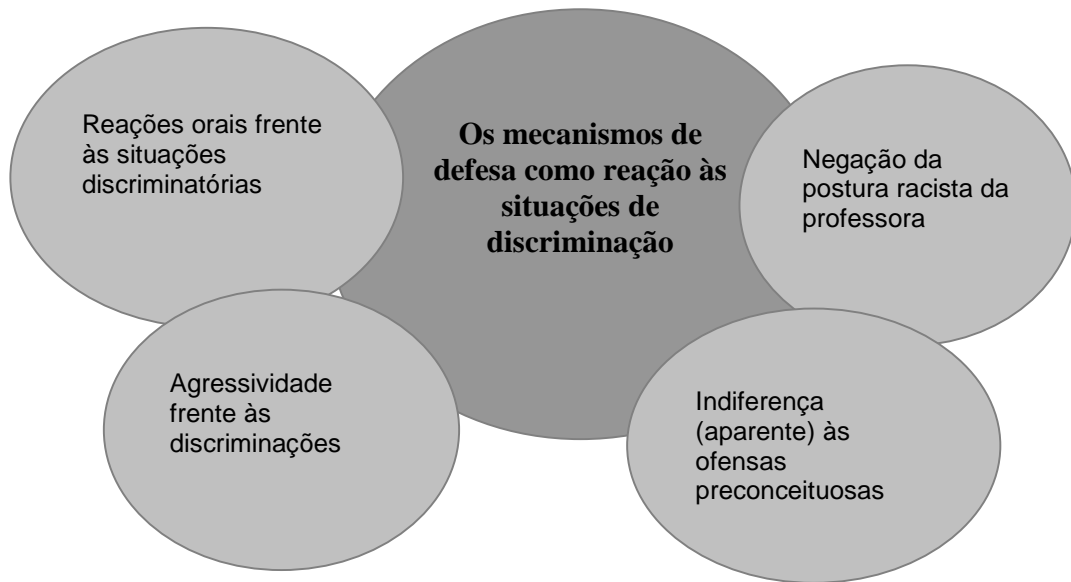 Reações orais frente
às situações
discriminatórias
Os mecanismos de
defesa como reação às
situações de
discriminação
Negação da
postura racista da
professora
Agressividade
frente às
discriminações
Indiferença
(aparente) às
ofensas
preconceituosas